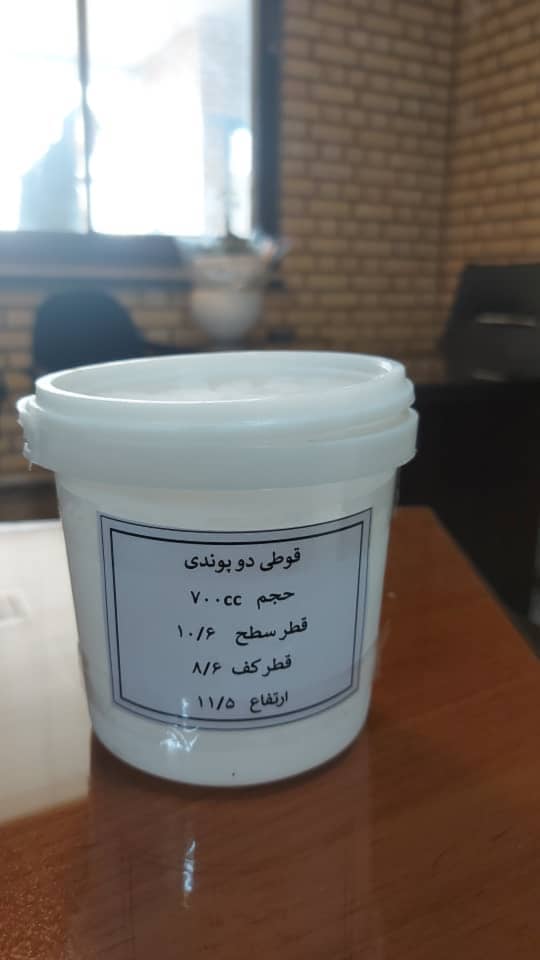 قوطی دو پوندی
حجم ۷۰۰cc
قطر سطح ۱۰/۶
قطر کف ۸/۶
ارتفاع ۱۱/۵